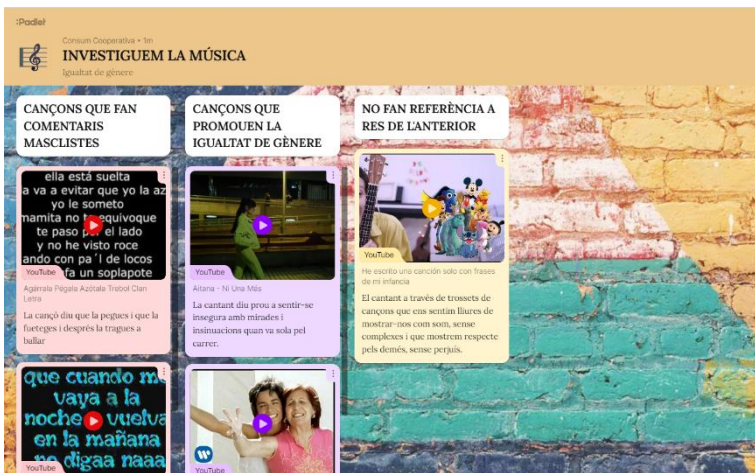 :Padlet
Consum Cooperativa • 1m
INVESTIGUEM LA MÚSICA
Igualtat de gènere
CANÇONS QUE FAN
COMENTARIS
MASCLISTES
ella está suelta
a va a evitar que yo la az
yo le someto
mamita no t equivoque
te paso p el lado
y no he visto roce
ando con pa´l de locos
fa un soplapote
YouTube
Agárrala Pégala Azótala Trebol Clan
Letra
La cançó diu que la pegues i que la
fueteges i desprès la tragues a
ballar
que cuando me
vaya a la
noche vuelva
en la mañana
no digaa naaa
YouTube
CANÇONS QUE
PROMOUEN LA
IGUALTAT DE GÈNERE
YouTube
Aitana - Ni Una Más
La cantant diu prou a sentir-se
insegura amb mirades i
insinuacions quan va sola pel
carrer.
YouTube
NO FAN REFERÈNCIA A
RES DE L'ANTERIOR
YouTube
He escrito una canción solo con frases
de mi infancia
El cantant a través de trossets de
cançons que ens sentim lliures de
mostrar-nos com som, sense
complexes i que mostrem respecte
pels demés, sense perjuís.